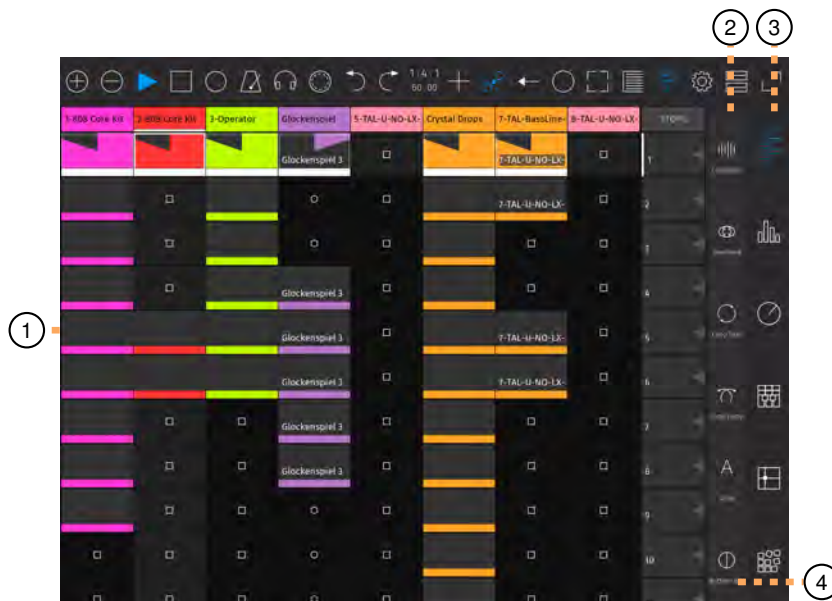 2 3
1 4 1
00.00
1-808 Core Kit 2-808 Core Kit 3-Operator Glockenspiel 5-TAL-U-NO-LX- Crystal Drops 7-TAL-BassLine- 8-TAL-U-NO-LX- STOPS
Glockenspiel 3 7-TAL-U-NO-LX- 1
7-TAL-U-NO-LX- 2
3
Glockenspiel 3 4
1
Glockenspiel 3 7-TAL-U-NO-LX- 5
Glockenspiel 3 7-TAL-U-NO-LX- 6
7
Glockenspiel 3
Glockenspiel 3 8
A
9
10
4